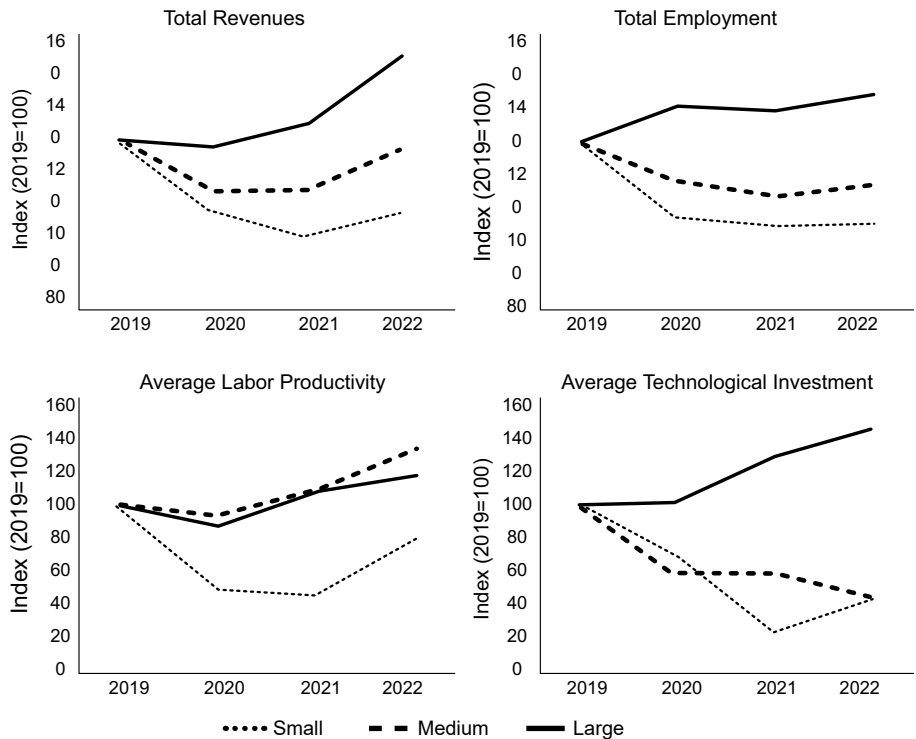 Total Revenues
Index (2019=100)
16
0
14
0
12
0
10
0
80
2019 2020 2021 2022
Total Employment
Index (2019=100)
16
0
14
0
12
0
10
0
80
2019 2020 2021 2022
Average Labor Productivity
Index (2019=100)
160
140
120
100
80
60
40
20
0
2019 2020 2021 2022
Average Technological Investment
Index (2019=100)
160
140
120
100
80
60
40
20
0
2019 2020 2021 2022
Small Medium Large